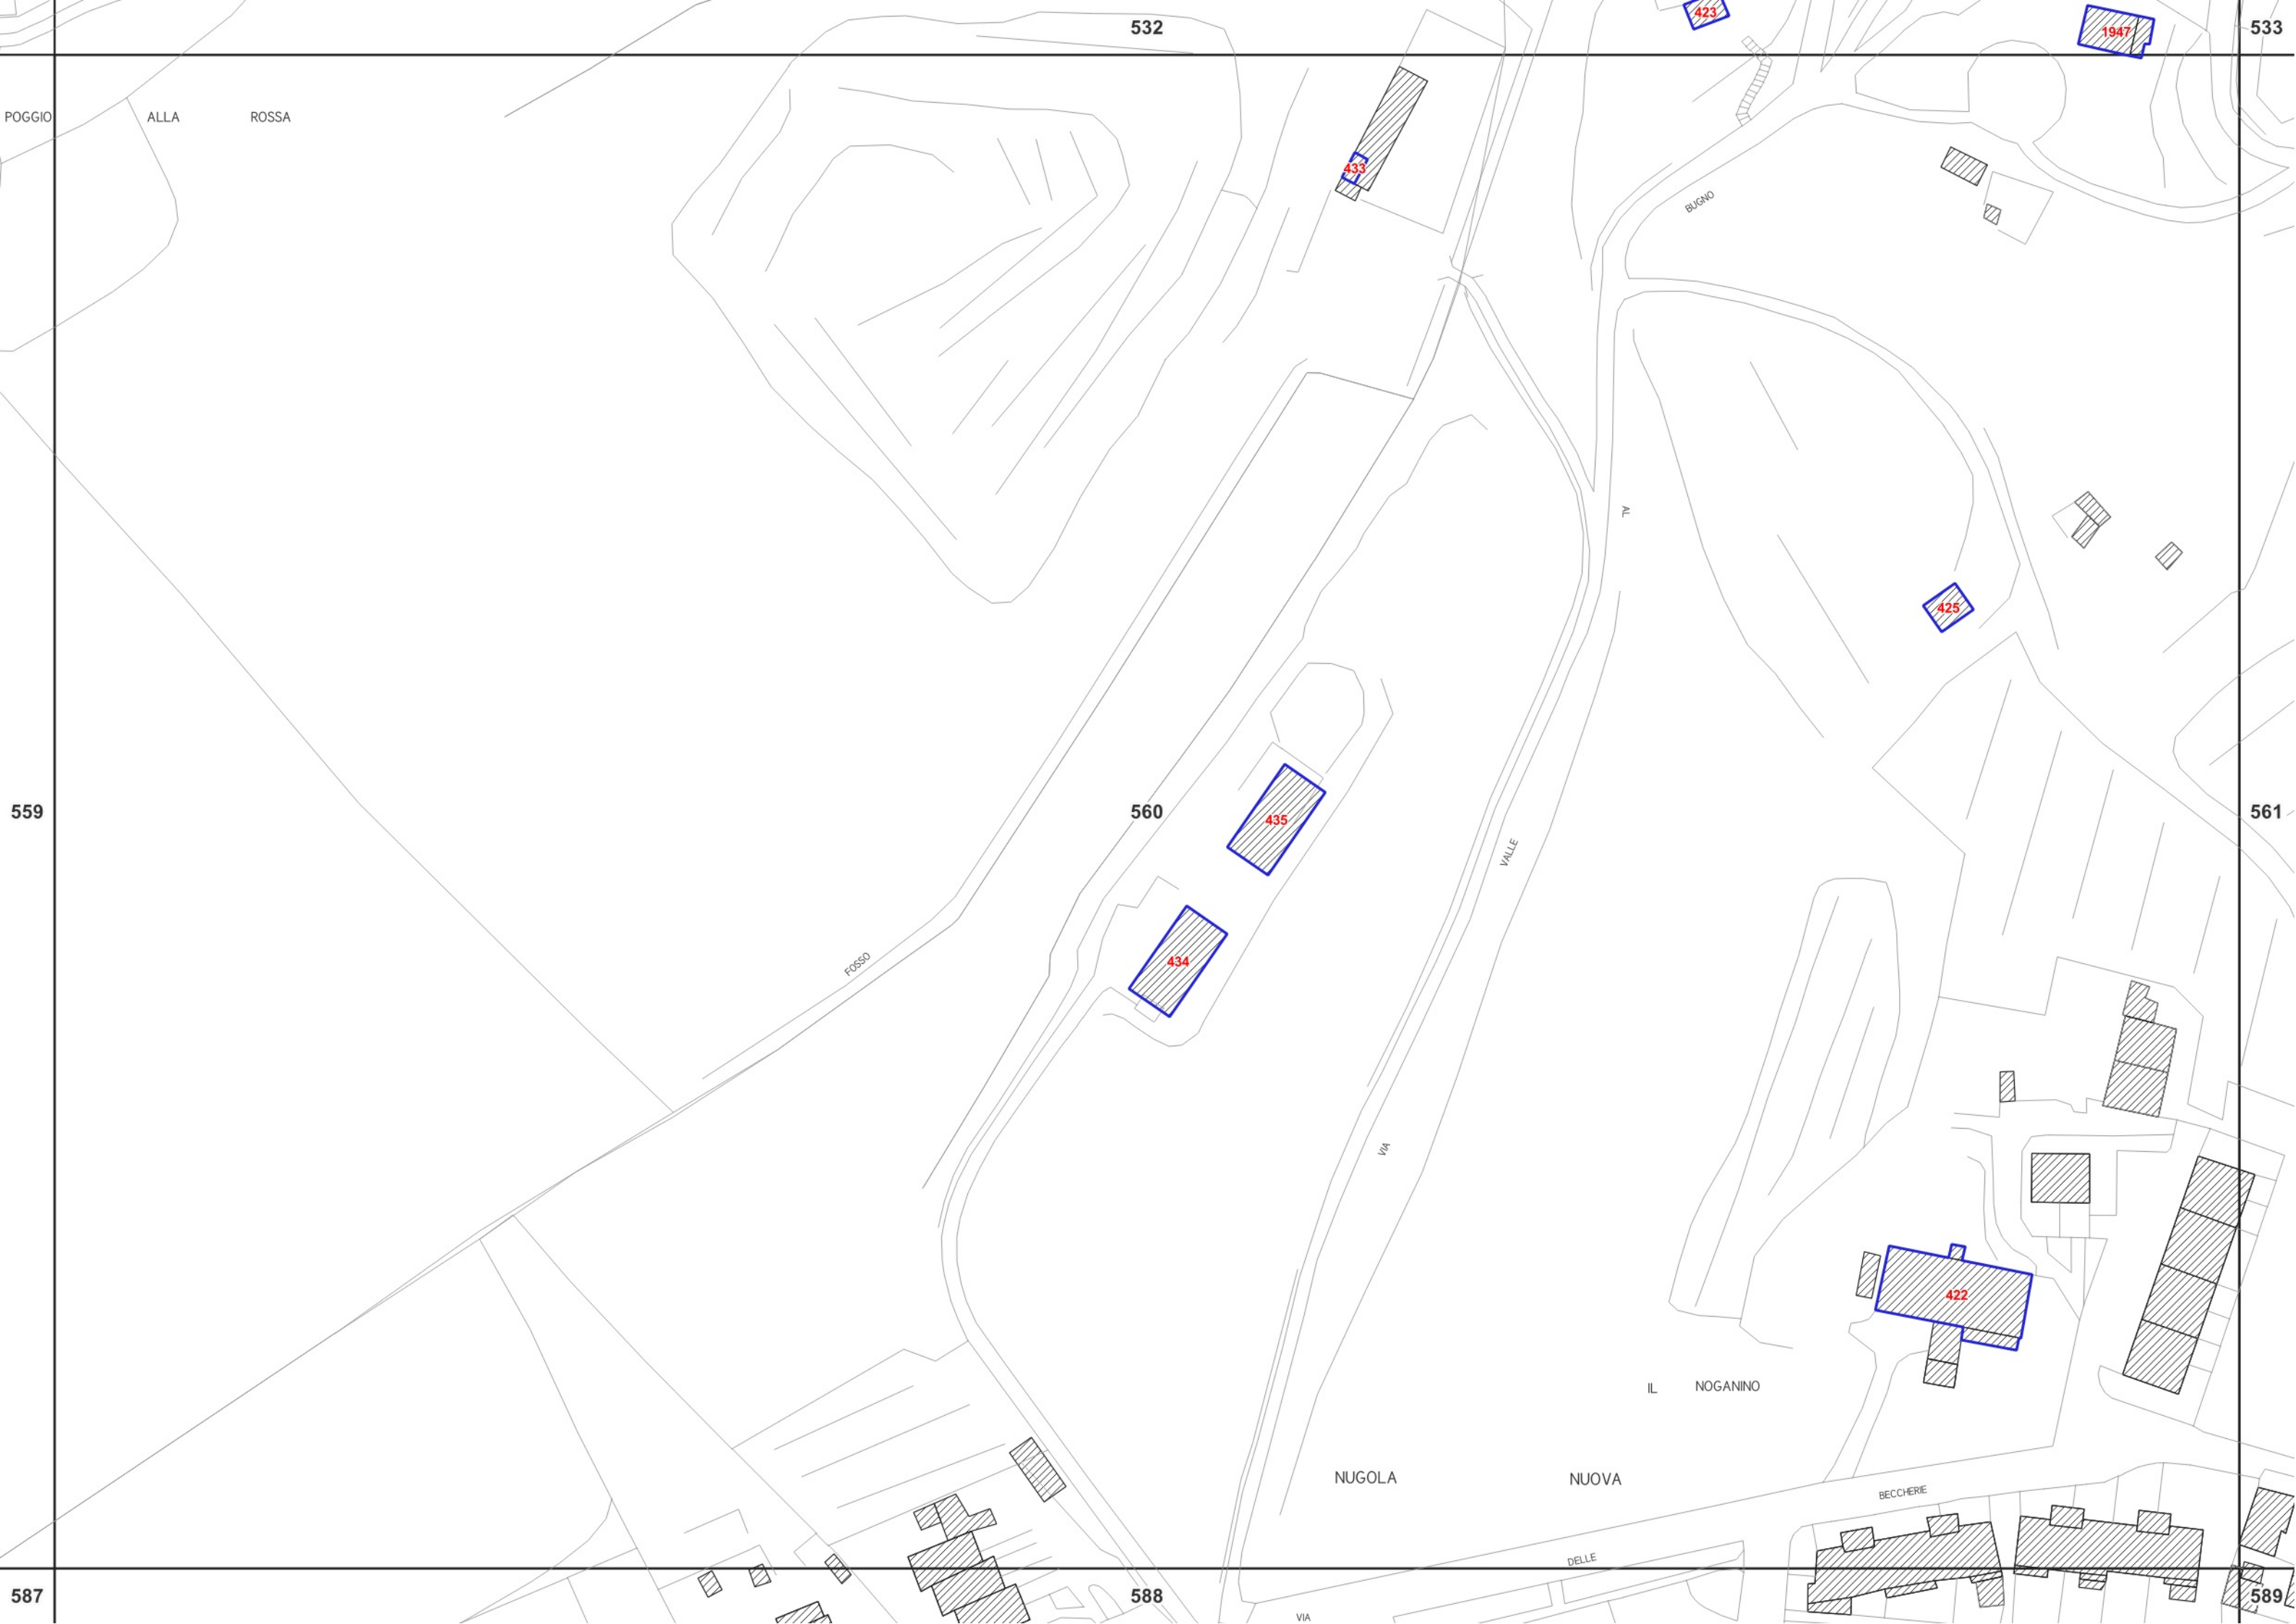 532
423
1947
533
POGGIO ALLA ROSSA
433
BUGNO
AL
425
559
560
435
561
VALLE
434
FOSSO
VIA
422
IL NOGANINO
NUGOLA NUOVA
BECCHERIE
DELLE
587
588
VIA
589